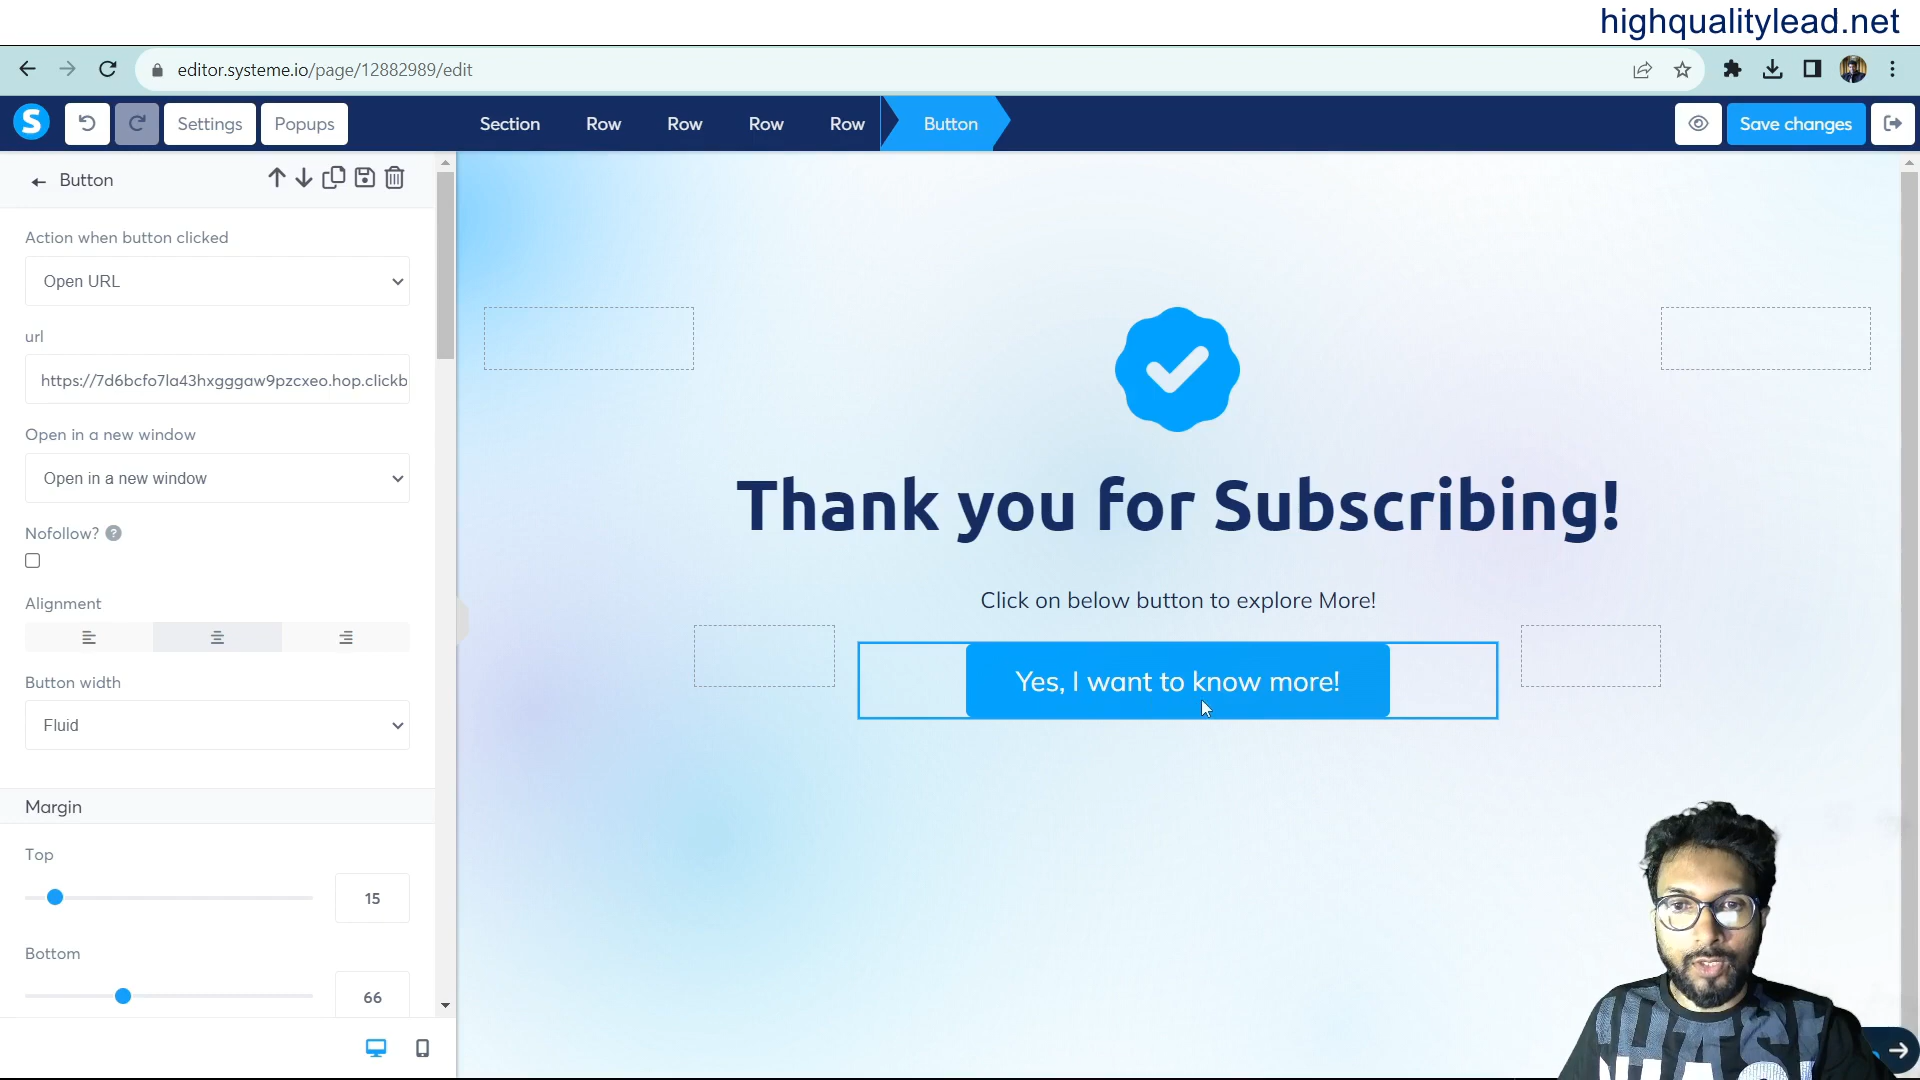 highqualitylead.net
editor.systeme.io/page/12882989/edit
S
Settings
Popups
Section
Row
Row
Row
Row
Button
Save changes
Button
Action when button clicked
Open URL
url
https://7d6bcfo7la43hxgggaw9pzcxeo.hop.clickb
Open in a new window
Open in a new window
Nofollow? ?
Alignment
Button width
Fluid
Margin
Top
15
Bottom
66
Thank you for Subscribing!
Click on below button to explore More!
Yes, I want to know more!